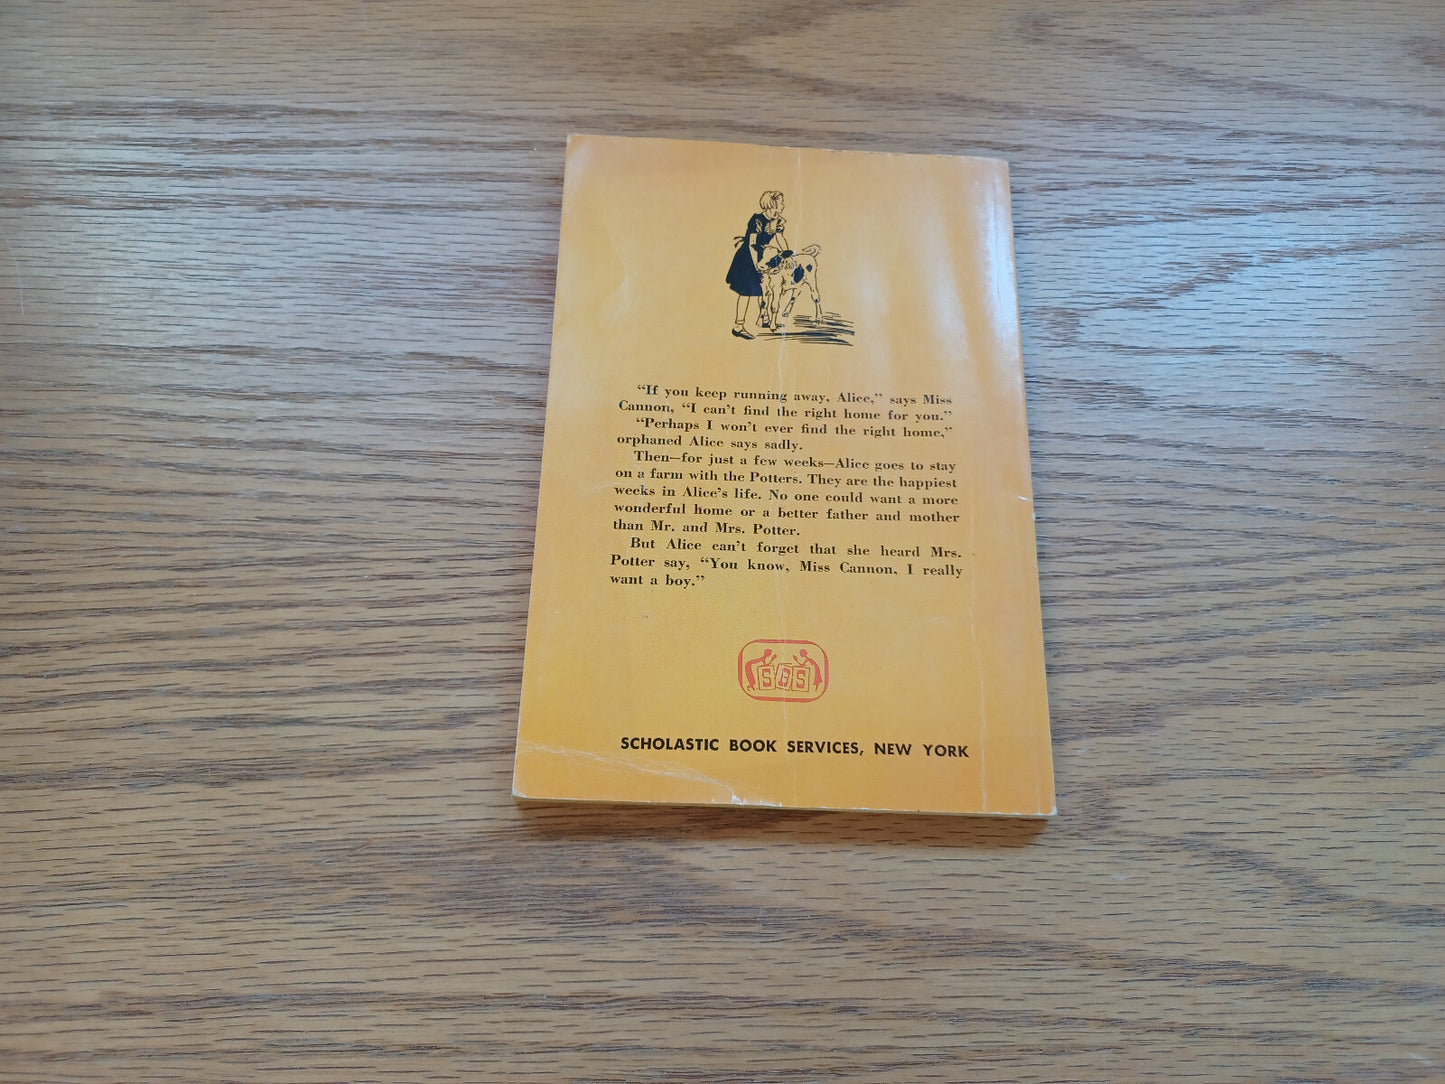 “If you keep running away, Alice,” says Miss
Cannon, “I can’t find the right home for you.”
“Perhaps I won’t ever find the right home,”
orphaned Alice says sadly.
Then—for just a few weeks—Alice goes to stay
on a farm with the Potters. They are the happiest
weeks in Alice’s life. No one could want a more
wonderful home or a better father and mother
than Mr. and Mrs. Potter.
But Alice can’t forget that she heard Mrs.
Potter say, “You know, Miss Cannon, I really
want a boy.”
SBS
SCHOLASTIC BOOK SERVICES, NEW YORK